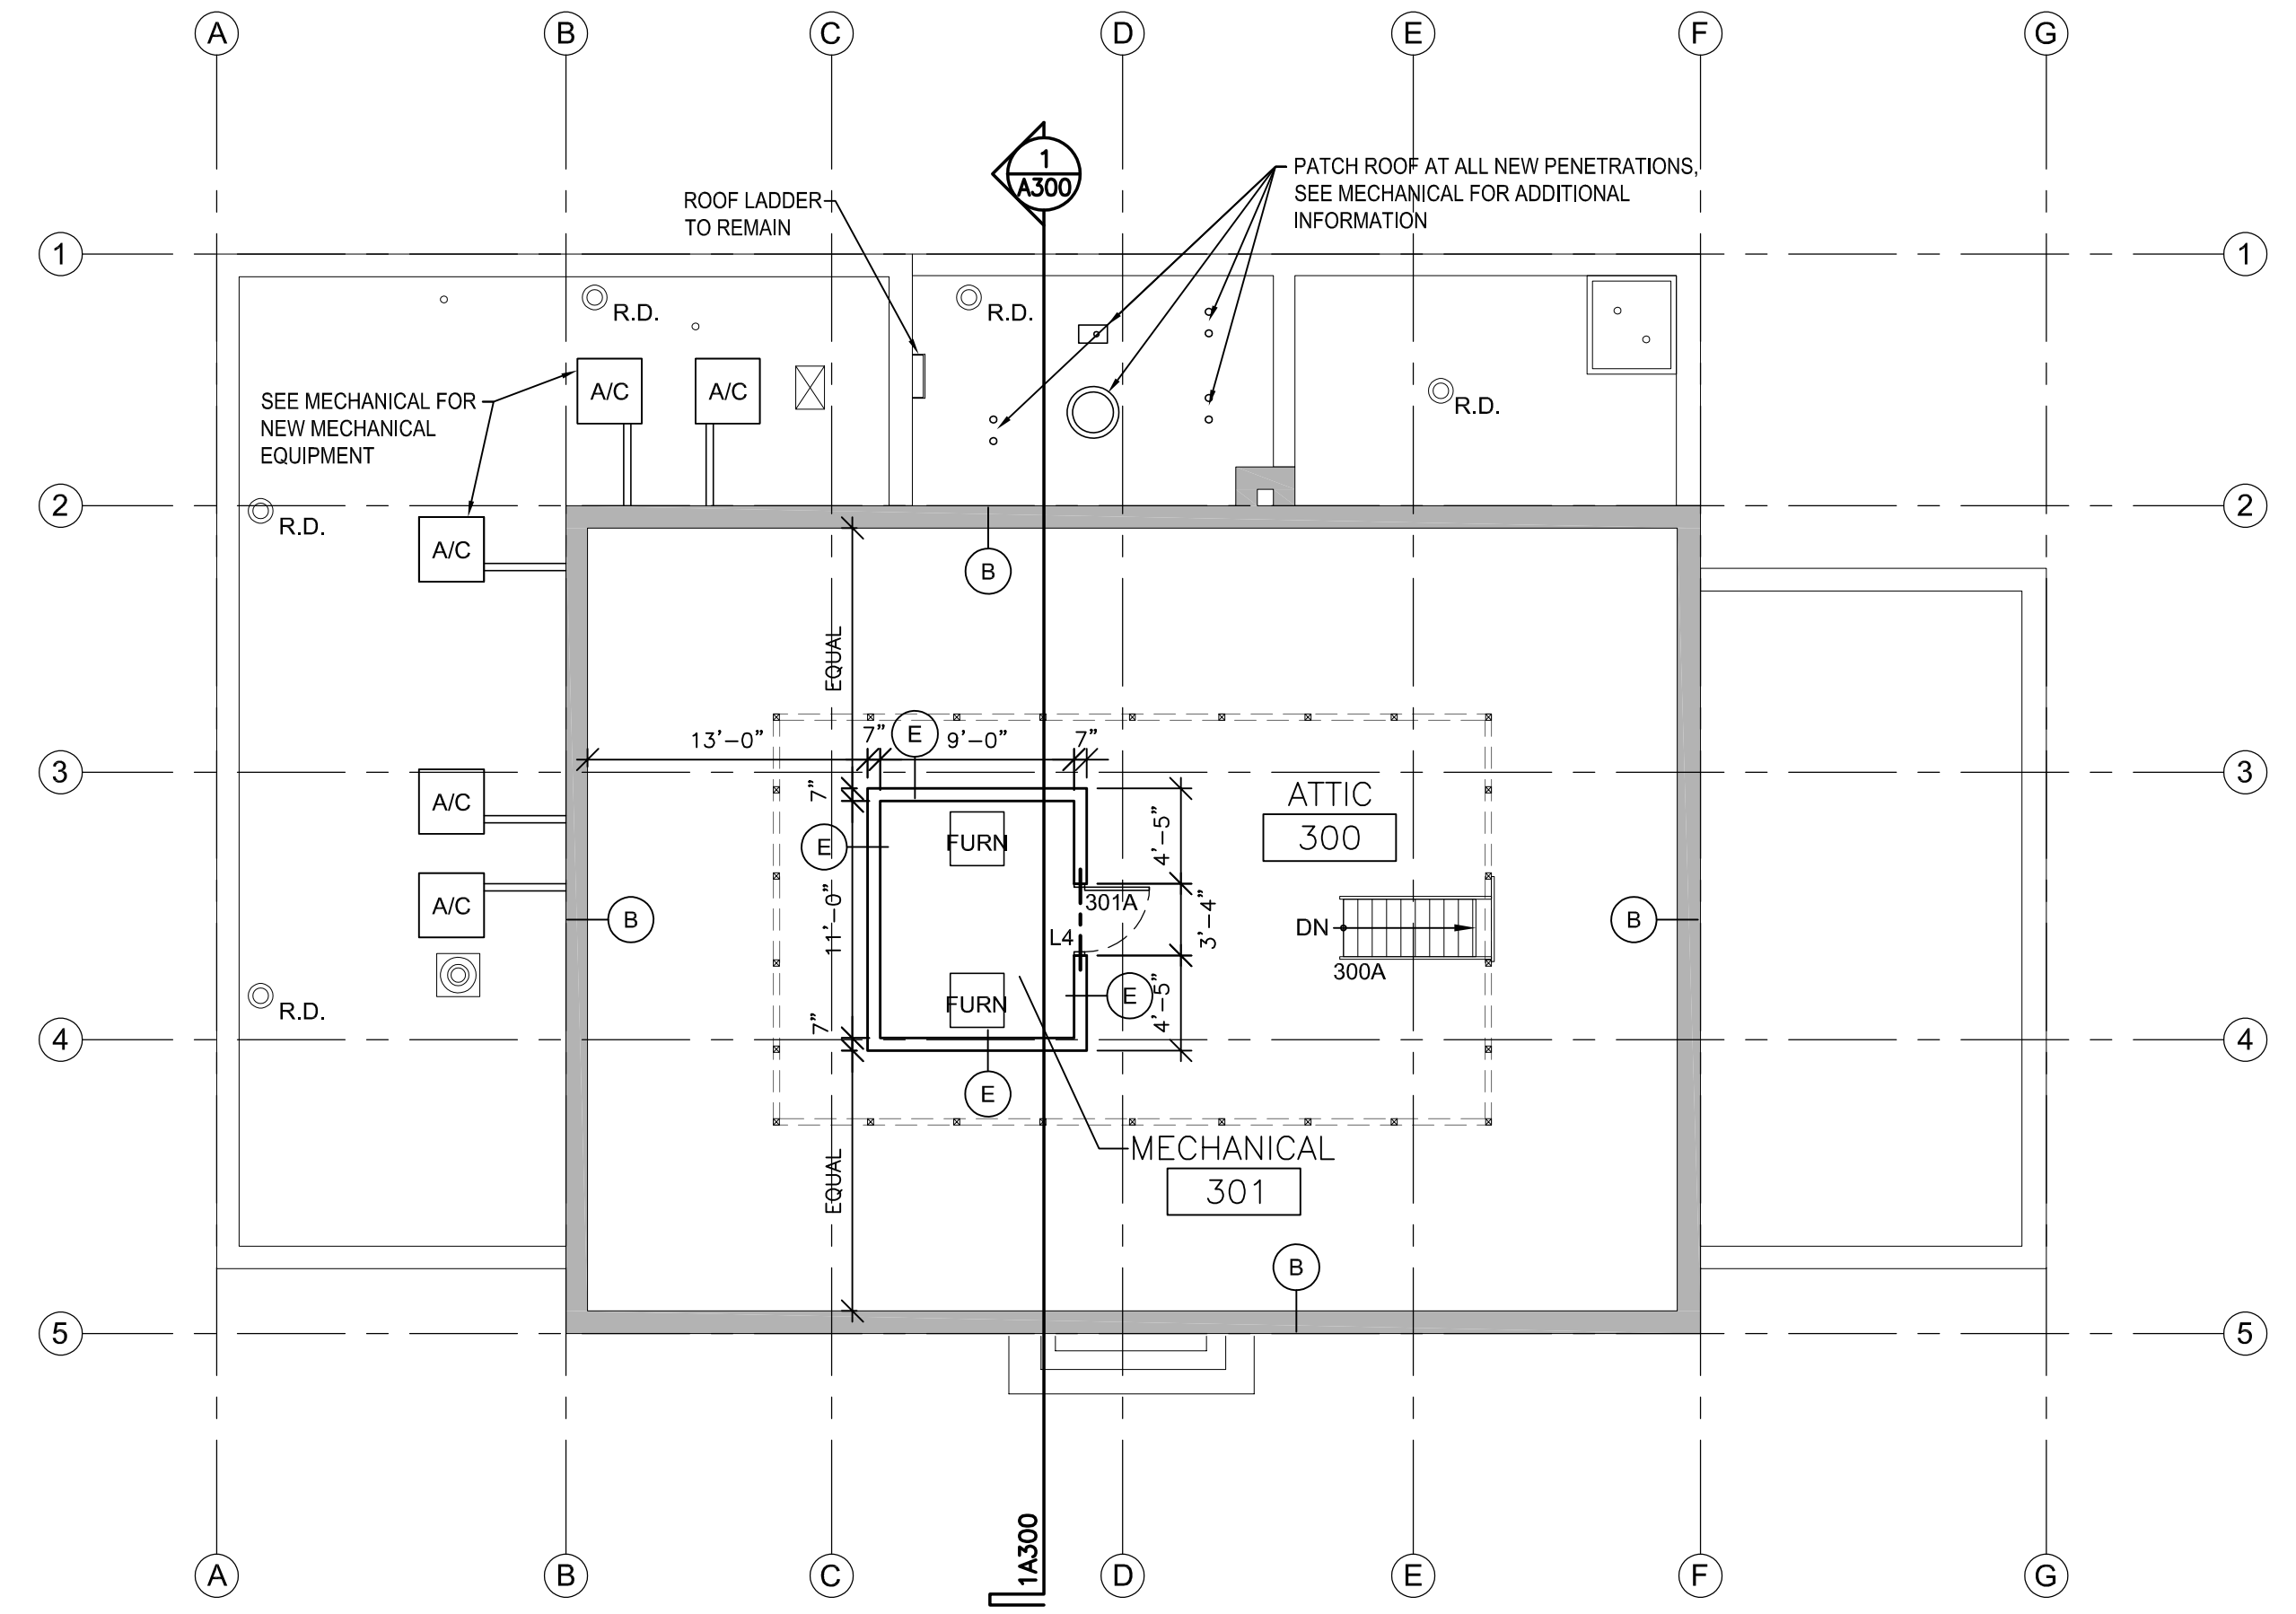 A B C D E F G
1
A300
PATCH ROOF AT ALL NEW PENETRATIONS,
SEE MECHANICAL FOR ADDITIONAL
INFORMATION
ROOF LADDER
TO REMAIN
1 1
R.D. R.D.
A/C A/C
SEE MECHANICAL FOR
NEW MECHANICAL
EQUIPMENT
R.D.
2 2
R.D.
A/C
B
EQUAL
13'-0" 7" E 9'-0" 7"
3 3
7"
A/C
ATTIC
300
4'-5"
E
FURN
A/C
301A
11'-0"
3'-4"
B
B
DN
L4
300A
R.D.
FURN
E
4'-5"
7"
4 4
E
MECHANICAL
301
EQUAL
B
5 5
1A300
A B C D E F G